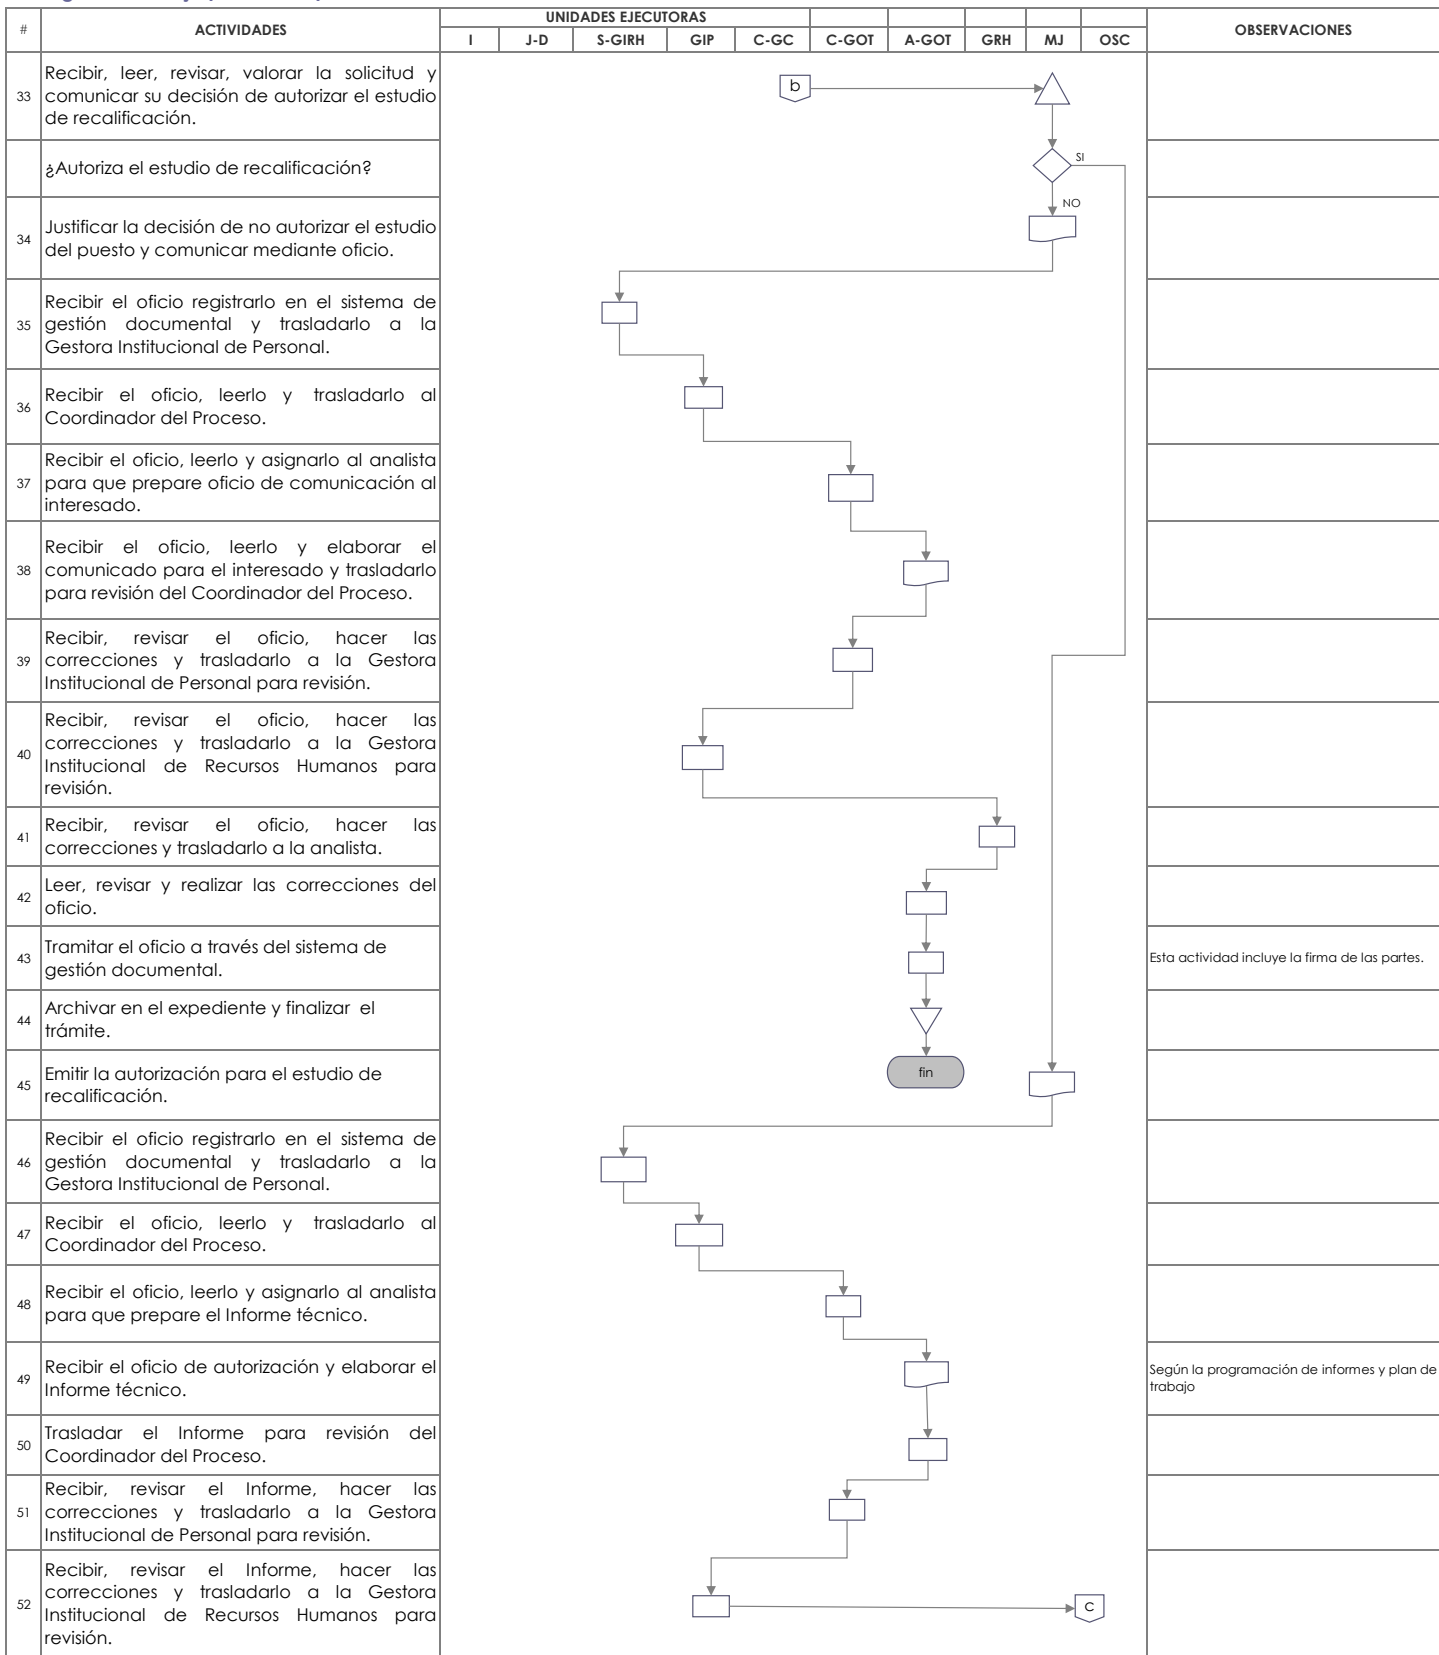 # ACTIVIDADES UNIDADES EJECUTORAS OBSERVACIONES
I J-D S-GIRH GIP C-GC C-GOT A-GOT GRH MJ OSC
33 Recibir, leer, revisar, valorar la solicitud y
comunicar su decisión de autorizar el estudio
de recalificación.
b
¿Autoriza el estudio de recalificación?
SI
NO
34 Justificar la decisión de no autorizar el estudio
del puesto y comunicar mediante oficio.
35 Recibir el oficio registrarlo en el sistema de
gestión documental y trasladarlo a la
Gestora Institucional de Personal.
36 Recibir el oficio, leerlo y trasladarlo al
Coordinador del Proceso.
37 Recibir el oficio, leerlo y asignarlo al analista
para que prepare oficio de comunicación al
interesado.
38 Recibir el oficio, leerlo y elaborar el
comunicado para el interesado y trasladarlo
para revisión del Coordinador del Proceso.
39 Recibir, revisar el oficio, hacer las
correcciones y trasladarlo a la Gestora
Institucional de Personal para revisión.
40 Recibir, revisar el oficio, hacer las
correcciones y trasladarlo a la Gestora
Institucional de Recursos Humanos para
revisión.
41 Recibir, revisar el oficio, hacer las
correcciones y trasladarlo a la analista.
42 Leer, revisar y realizar las correcciones del
oficio.
43 Tramitar el oficio a través del sistema de
gestión documental.
Esta actividad incluye la firma de las partes.
44 Archivar en el expediente y finalizar el
trámite.
fin
45 Emitir la autorización para el estudio de
recalificación.
46 Recibir el oficio registrarlo en el sistema de
gestión documental y trasladarlo a la
Gestora Institucional de Personal.
47 Recibir el oficio, leerlo y trasladarlo al
Coordinador del Proceso.
48 Recibir el oficio, leerlo y asignarlo al analista
para que prepare el Informe técnico.
49 Recibir el oficio de autorización y elaborar el
Informe técnico.
Según la programación de informes y plan de
trabajo
50 Trasladar el Informe para revisión del
Coordinador del Proceso.
51 Recibir, revisar el Informe, hacer las
correcciones y trasladarlo a la Gestora
Institucional de Personal para revisión.
52 Recibir, revisar el Informe, hacer las
correcciones y trasladarlo a la Gestora
Institucional de Recursos Humanos para
revisión.
c